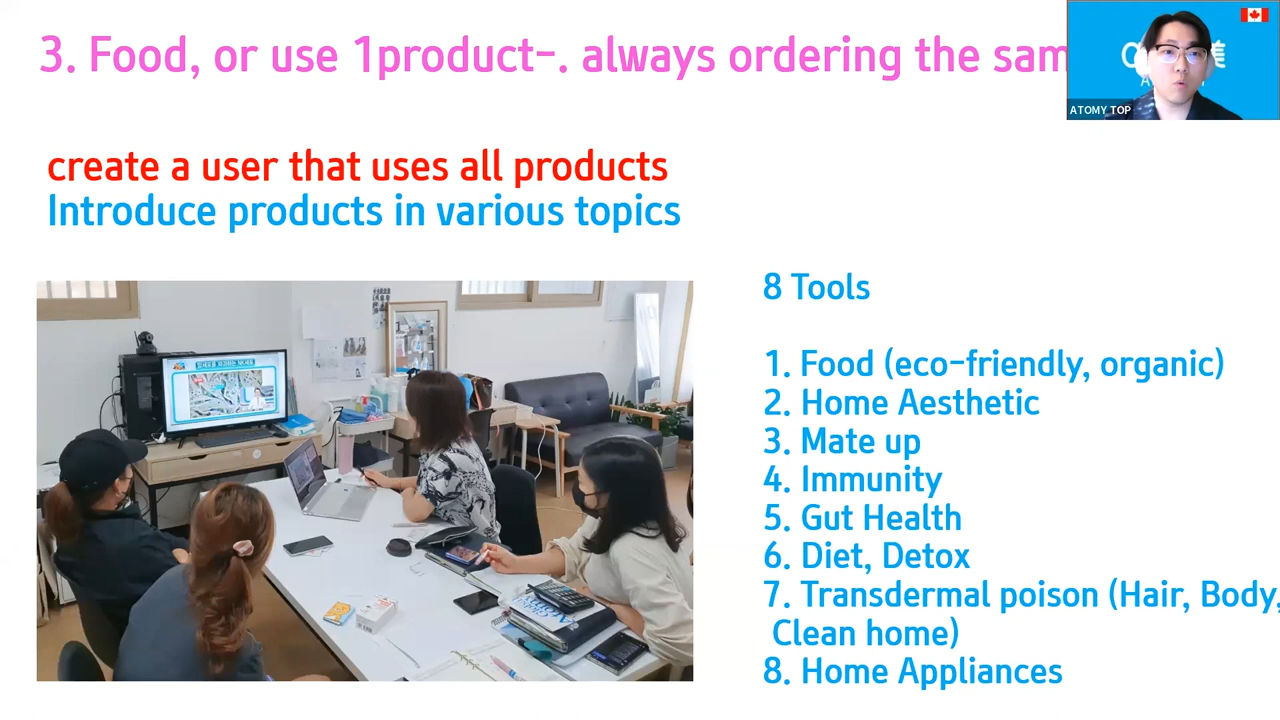 3. Food, or use 1product-. always ordering the sam
ATOMY TOP
create a user that uses all products
Introduce products in various topics
8 Tools
1. Food (eco-friendly, organic)
2. Home Aesthetic
3. Mate up
4. Immunity
5. Gut Health
6. Diet, Detox
7. Transdermal poison (Hair, Body,
Clean home)
8. Home Appliances